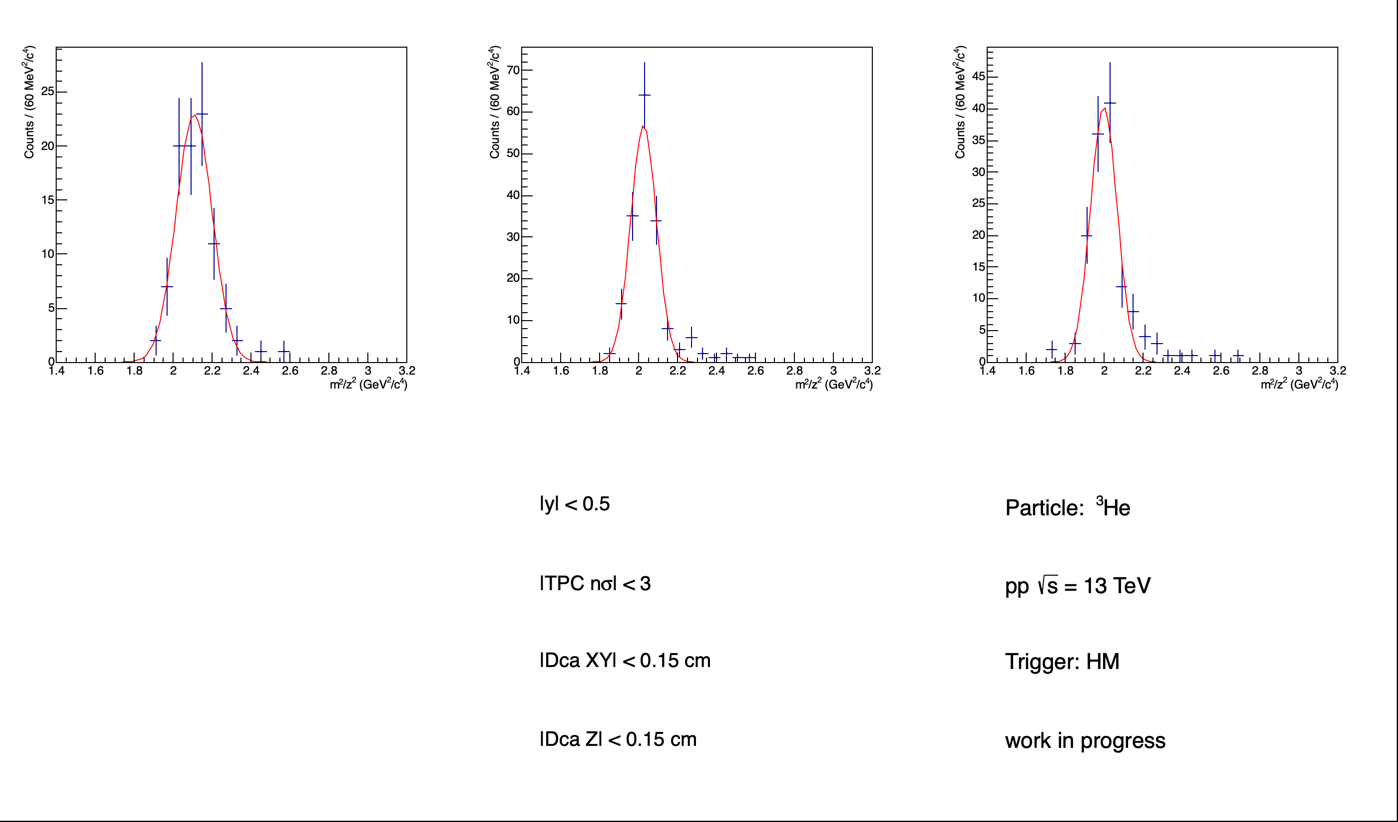 Counts / (60 MeV²/c⁴)
25
20
15
10
5
0
1.4 1.6 1.8 2 2.2 2.4 2.6 2.8 3 3.2
m²/z² (GeV²/c⁴)
Counts / (60 MeV²/c⁴)
70
60
50
40
30
20
10
0
1.4 1.6 1.8 2 2.2 2.4 2.6 2.8 3 3.2
m²/z² (GeV²/c⁴)
Counts / (60 MeV²/c⁴)
45
40
35
30
25
20
15
10
5
0
1.4 1.6 1.8 2 2.2 2.4 2.6 2.8 3 3.2
m²/z² (GeV²/c⁴)
|y| < 0.5
|TPC nσ| < 3
|Dca XY| < 0.15 cm
|Dca Z| < 0.15 cm
Particle: ³He
pp √s = 13 TeV
Trigger: HM
work in progress